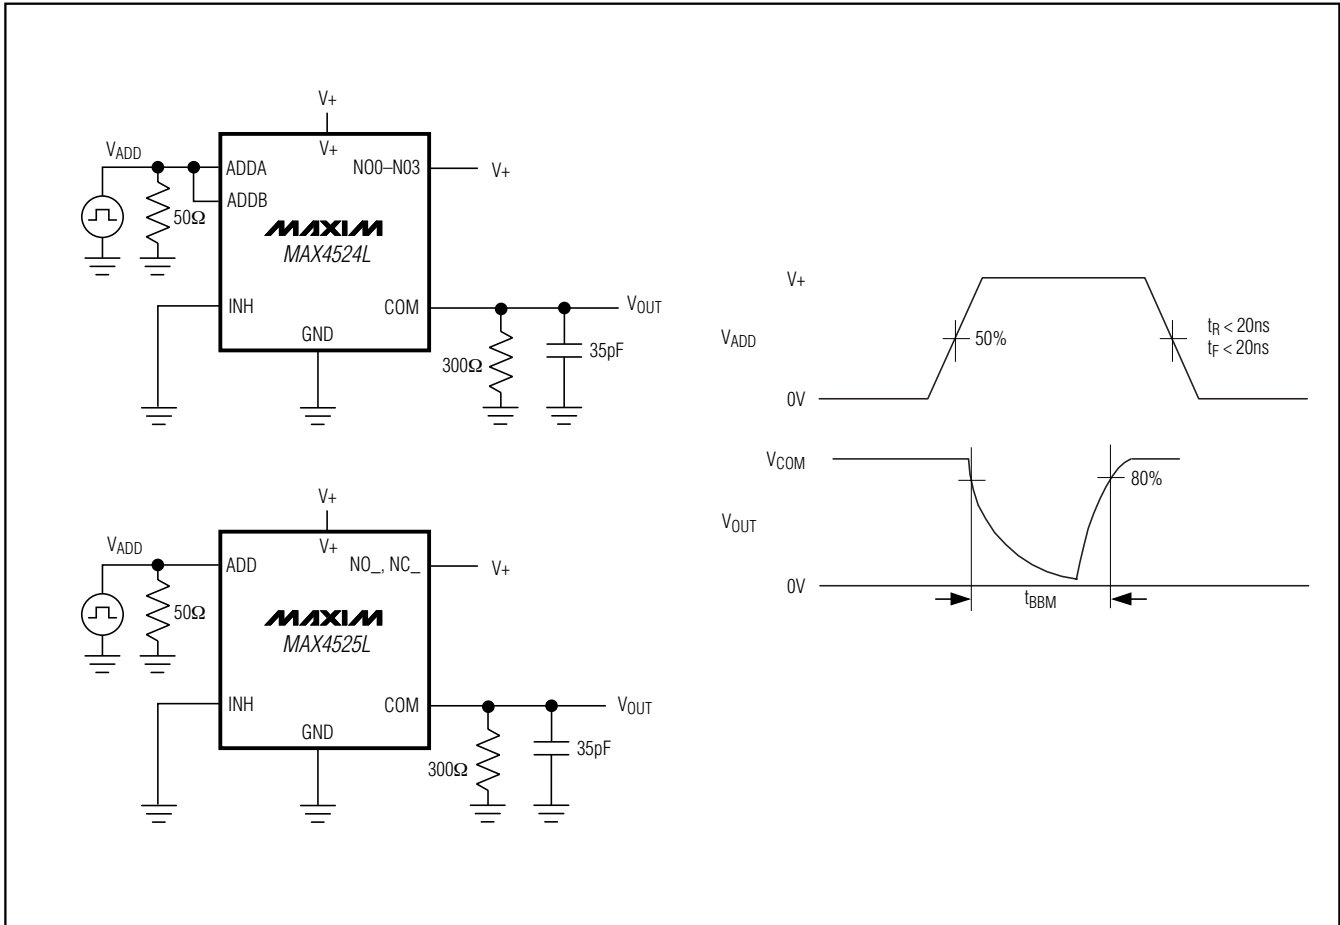 V+
VADD
V+
ADDA
NO0–N03
V+
ADDB
50Ω
MAXIM
MAX4524L
INH
COM
VOUT
GND
300Ω
35pF
V+
VADD
V+
ADD
NO_, NC_
V+
50Ω
MAXIM
MAX4525L
INH
COM
VOUT
GND
300Ω
35pF
V+
VADD
50%
tR < 20ns
tF < 20ns
0V
VCOM
80%
VOUT
0V
tBBM